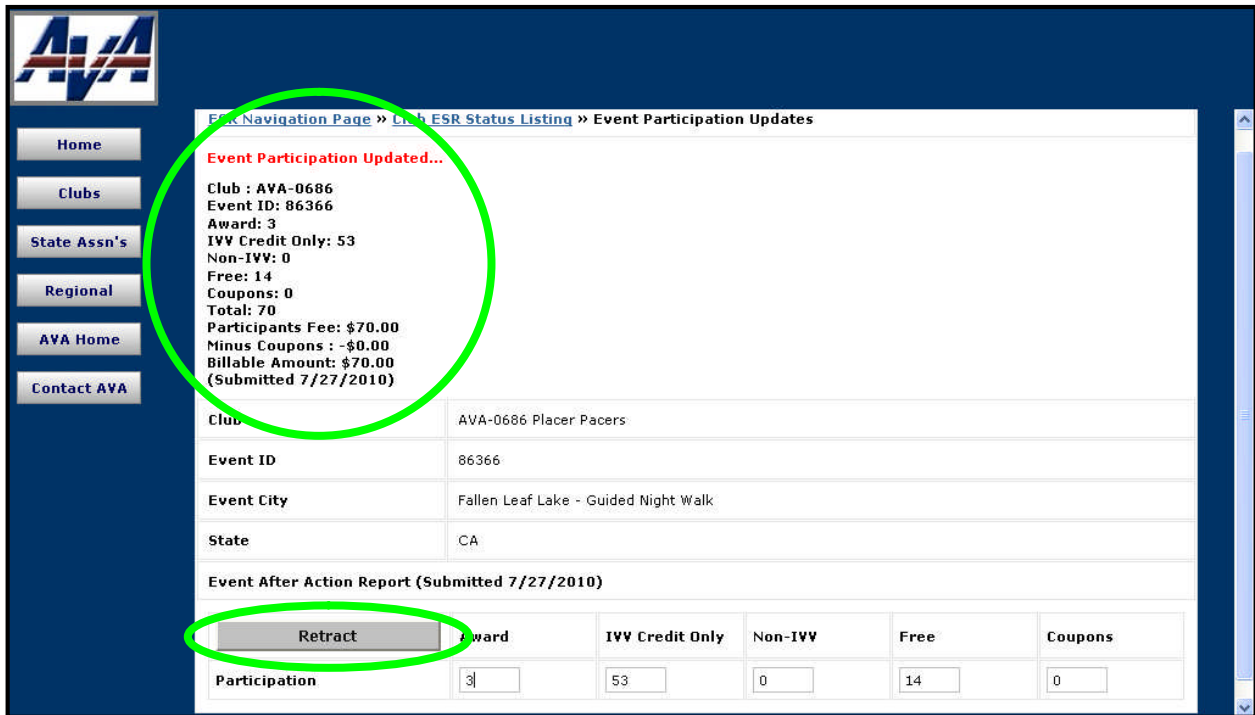 AVA
ESR Navigation Page » Club ESR Status Listing » Event Participation Updates
Home
Clubs
State Assn's
Regional
AVA Home
Contact AVA
Event Participation Updated...
Club : AVA-0686
Event ID: 86366
Award: 3
IVV Credit Only: 53
Non-IVV: 0
Free: 14
Coupons: 0
Total: 70
Participants Fee: $70.00
Minus Coupons : -$0.00
Billable Amount: $70.00
(Submitted 7/27/2010)
Club AVA-0686 Placer Pacers
Event ID 86366
Event City Fallen Leaf Lake - Guided Night Walk
State CA
Event After Action Report (Submitted 7/27/2010)
Retract Award IVV Credit Only Non-IVV Free Coupons
Participation 3 53 0 14 0